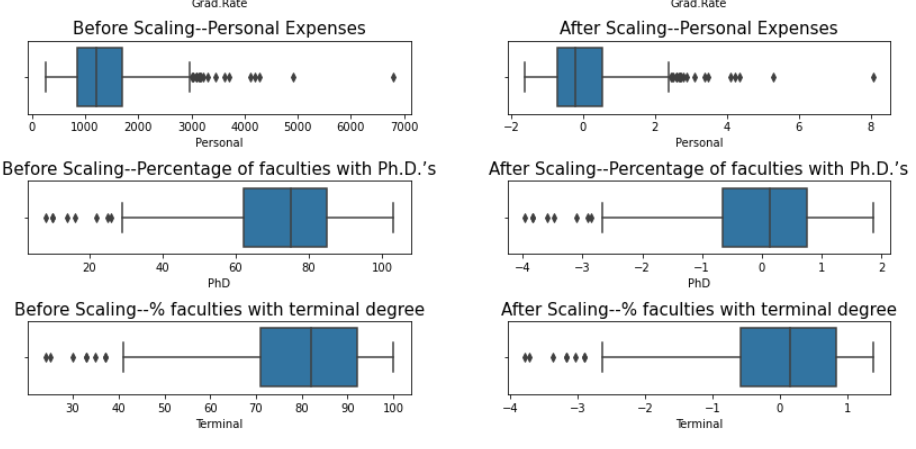 Grad.Rate Grad.Rate
Before Scaling--Personal Expenses After Scaling--Personal Expenses
0 1000 2000 3000 4000 5000 6000 7000 −2 0 2 4 6 8
Personal Personal
Before Scaling--Percentage of faculties with Ph.D.’s After Scaling--Percentage of faculties with Ph.D.’s
20 40 60 80 100 −4 −3 −2 −1 0 1 2
PhD PhD
Before Scaling--% faculties with terminal degree After Scaling--% faculties with terminal degree
30 40 50 60 70 80 90 100 −4 −3 −2 −1 0 1
Terminal Terminal